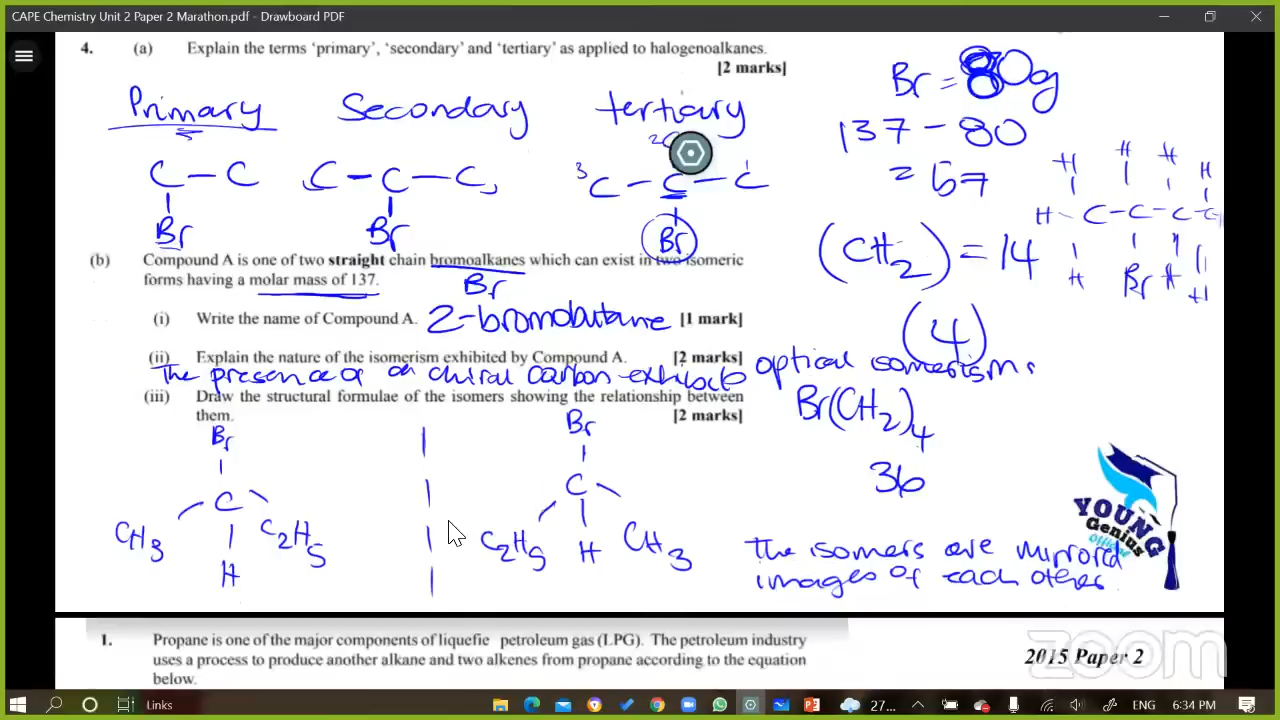 CAPE Chemistry Unit 2 Paper 2 Marathon.pdf - Drawboard PDF
4. (a) Explain the terms 'primary', 'secondary' and 'tertiary' as applied to halogenoalkanes.
[2 marks]
Br = 80g
Primary Secondary tertiary
137 - 80
= 57
C - C C - C - C, 3C - C - C
Br Br Br
H H H H
H - C - C - C - C
H Br H H
(CH2) = 14
(b) Compound A is one of two straight chain bromoalkanes which can exist in two isomeric
forms having a molar mass of 137.
Br
(i) Write the name of Compound A. 2-bromobutane [1 mark]
(4)
(ii) Explain the nature of the isomerism exhibited by Compound A. [2 marks]
The presence of a chiral carbon exhibits optical isomerism.
(iii) Draw the structural formulae of the isomers showing the relationship between
them. [2 marks]
Br(CH2)4
36
Br Br
C C
CH3 C2H5 C2H5 CH3
H H
The isomers are mirrored
images of each other
YOUNG
Genius
Official
1. Propane is one of the major components of liquefie petroleum gas (LPG). The petroleum industry
uses a process to produce another alkane and two alkenes from propane according to the equation
below.
2015 Paper 2
zoom
Links
27...
ENG 6:34 PM